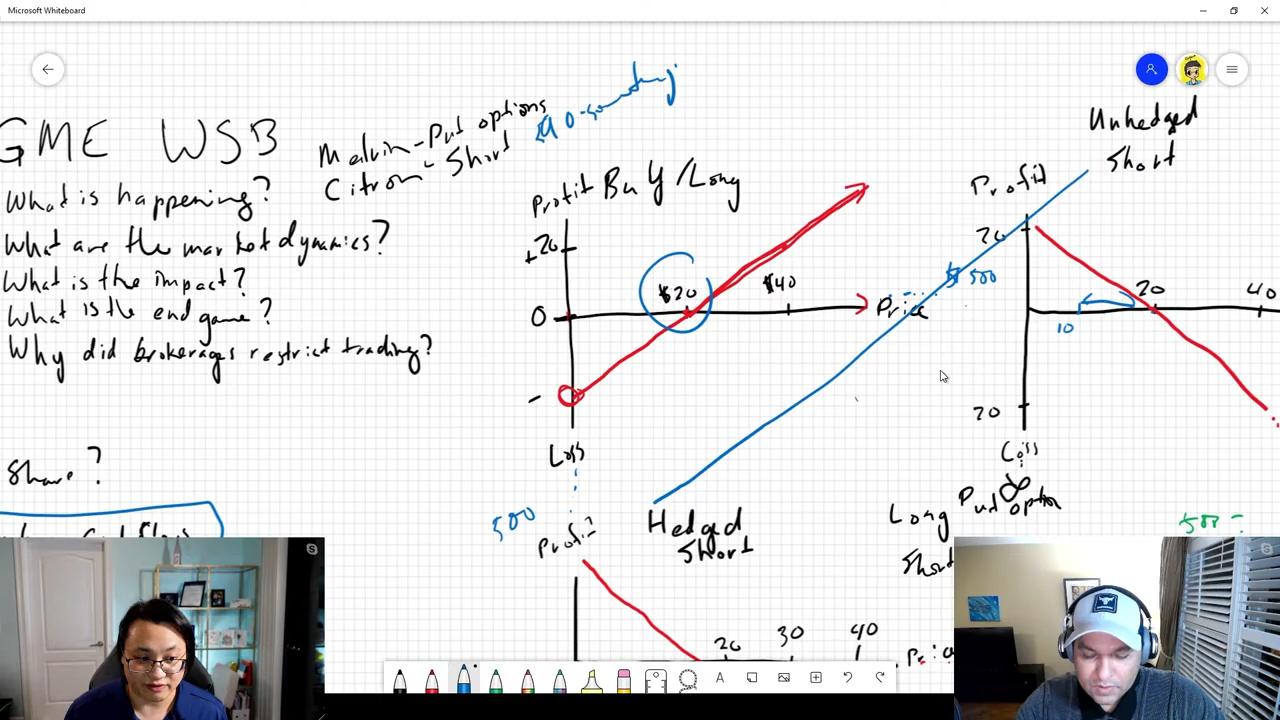 Microsoft Whiteboard
GME WSB
What is happening?
What are the market dynamics?
What is the impact?
What is the end game?
Why did brokerages restrict trading?
Share?
Melvin - Put options
Citron - Short
Profit Buy/Long
+20
0
-
Loss
$20
$40
Price
500
Unhedged
Short
Profit
20
$500
10
20
40
20
Loss
∞
Hedged
Short
Profit
20
30
40
Long Put option
Short
500 -